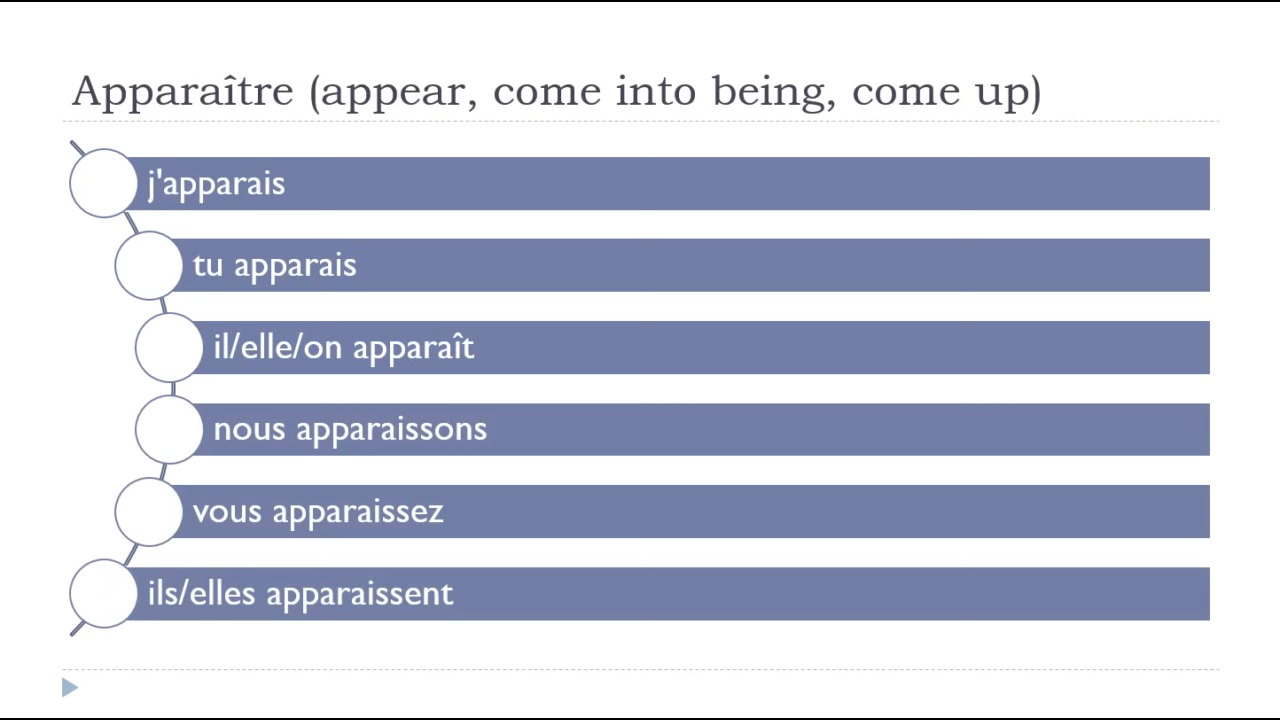 Apparaître (appear, come into being, come up)
j'apparais
tu apparais
il/elle/on apparaît
nous apparaissons
vous apparaissez
ils/elles apparaissent